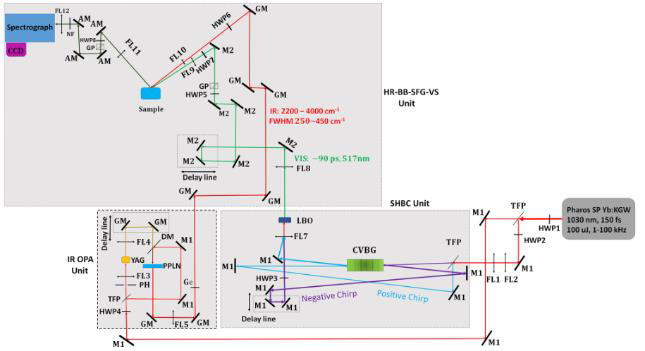 FL12
AM
AM
GM
HWP6
Spectrograph
NF
HWP8
GP
FL11
FL10
M2
CCD
AM
AM
FL9
HWP7
GP
HWP5
GM
GM
HR-BB-SFG-VS
Unit
Sample
M2
M2
IR: 2200 – 4000 cm-1
FWHM 250~450 cm-1
M2
M2
M2
M2
VIS: ~90 ps, 517nm
Delay line
FL8
GM
GM
SHBC Unit
M1
TFP
Pharos SP Yb:KGW
1030 nm, 150 fs
100 uJ, 1-100 kHz
HWP1
HWP2
GM
GM
Delay line
DM
M1
FL4
LBO
FL7
CVBG
TFP
M1
M1
M1
IR OPA
Unit
YAG
PPLN
FL3
PH
Ge
HWP3
M1
M1
Negative Chirp
Positive Chirp
M1
FL1
FL2
M1
TFP
M1
HWP4
GM
FL5
GM
Delay line
M1
M1